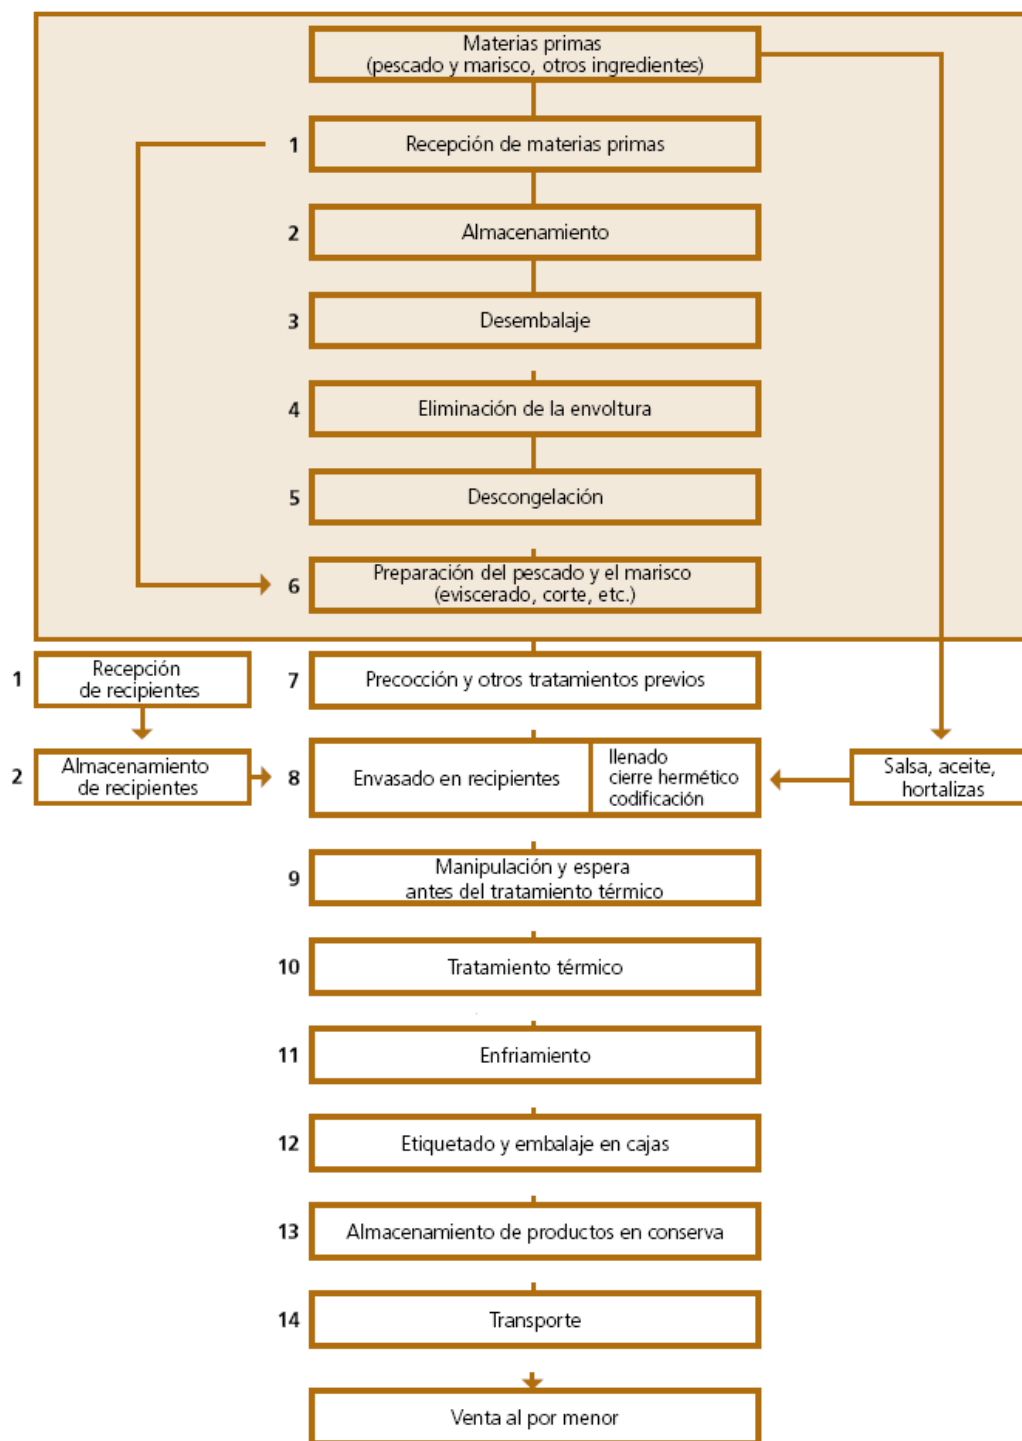 Materias primas
(pescado y marisco, otros ingredientes)
1
Recepción de materias primas
2
Almacenamiento
3
Desembalaje
4
Eliminación de la envoltura
5
Descongelación
6
Preparación del pescado y el marisco
(eviscerado, corte, etc.)
1
Recepción
de recipientes
7
Precocción y otros tratamientos previos
2
Almacenamiento
de recipientes
8
Envasado en recipientes
llenado
cierre hermético
codificación
Salsa, aceite,
hortalizas
9
Manipulación y espera
antes del tratamiento térmico
10
Tratamiento térmico
11
Enfriamiento
12
Etiquetado y embalaje en cajas
13
Almacenamiento de productos en conserva
14
Transporte
Venta al por menor